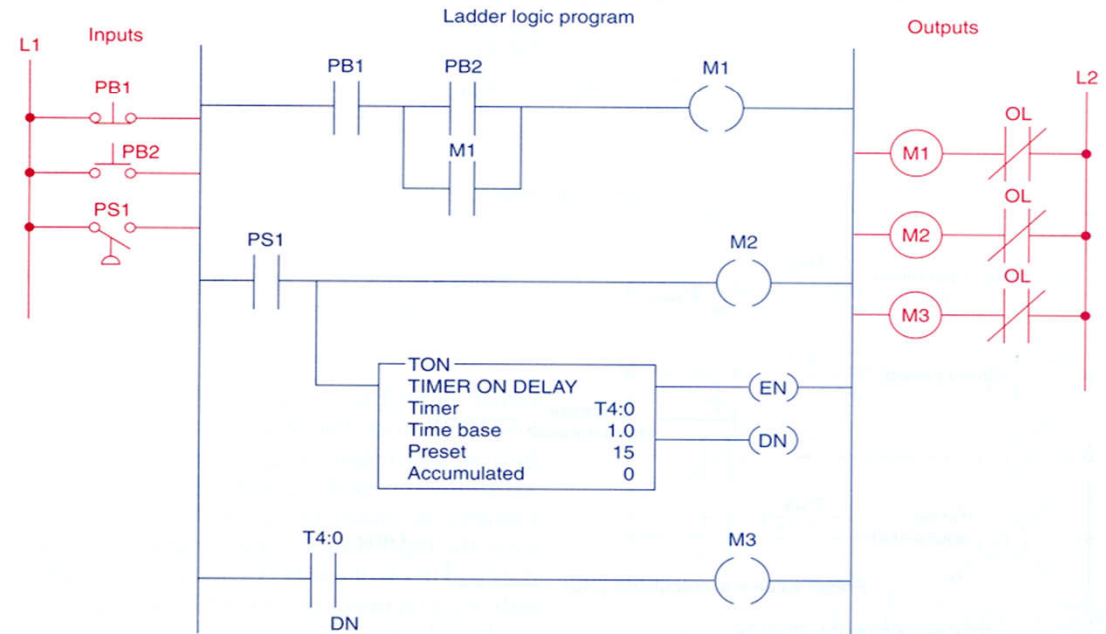 Ladder logic program
Inputs
Outputs
L1
L2
PB1
PB2
PS1
PB1
PB2
M1
M1
PS1
M2
TON
TIMER ON DELAY
Timer T4:0
Time base 1.0
Preset 15
Accumulated 0
EN
DN
T4:0
DN
M3
OL
M1
OL
M2
OL
M3